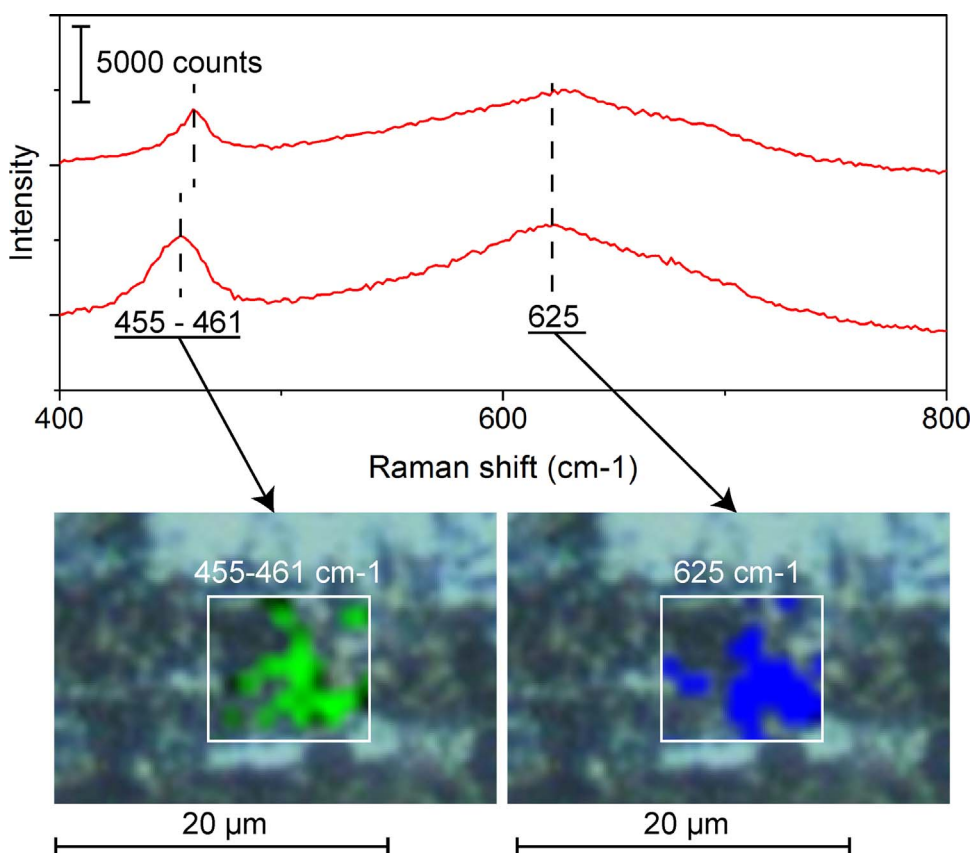 5000 counts
Intensity
455 - 461
625
400
600
800
Raman shift (cm-1)
455-461 cm-1
625 cm-1
20 µm
20 µm